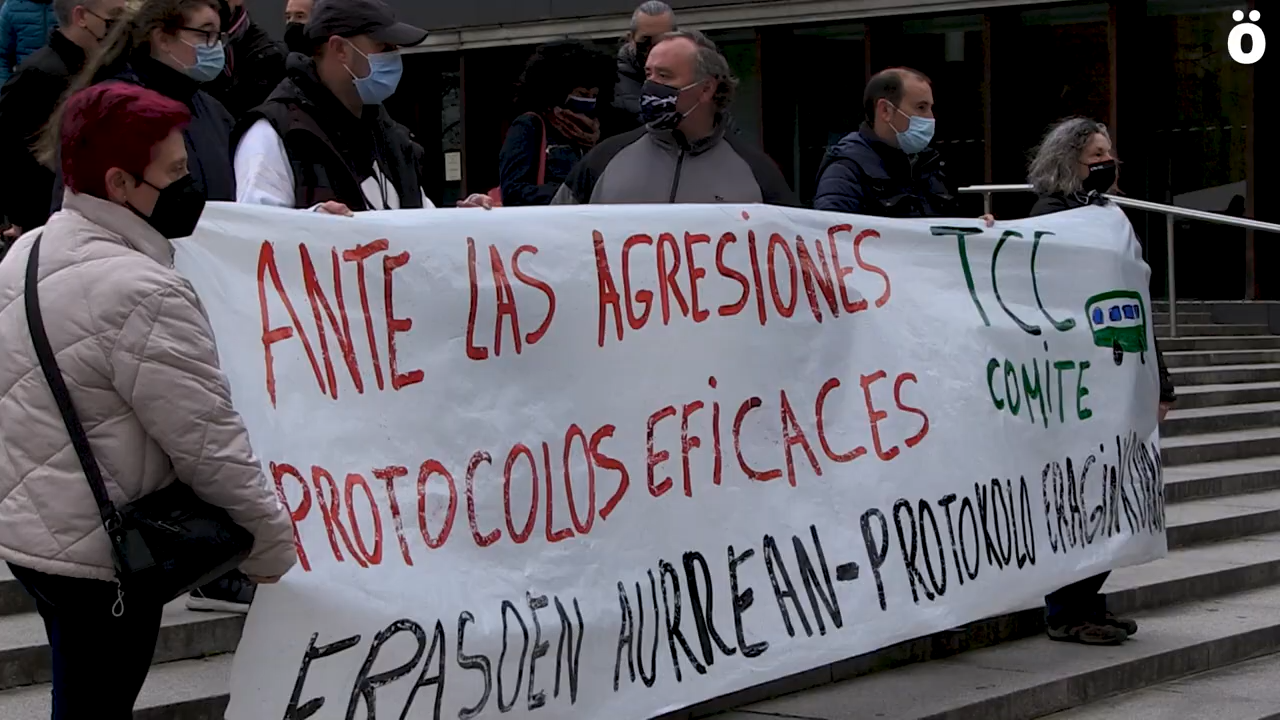 ö
ANTE LAS AGRESIONES
TCC
COMITE
PROTOCOLOS EFICACES
ERASOEN AURREAN-PROTOKOLO